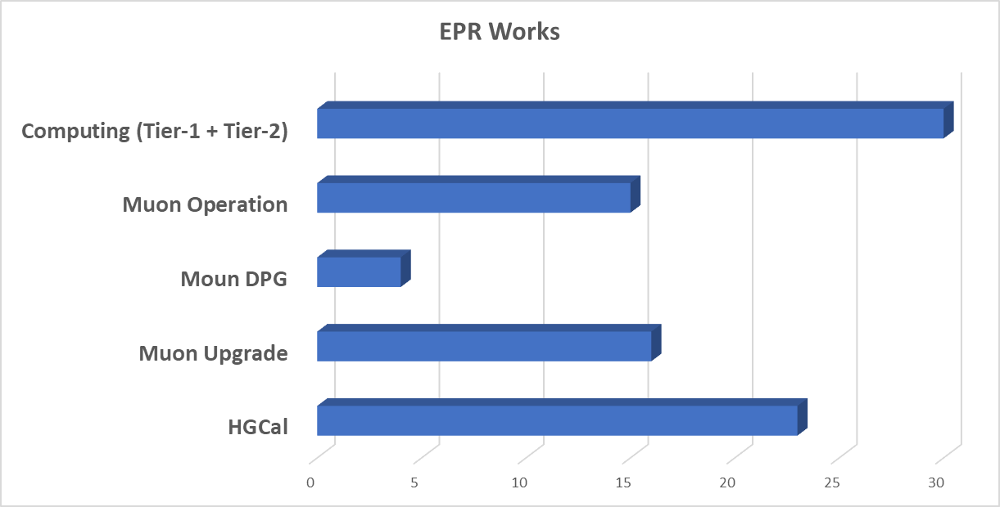 EPR Works
Computing (Tier-1 + Tier-2)
Muon Operation
Moun DPG
Muon Upgrade
HGCal
0 5 10 15 20 25 30